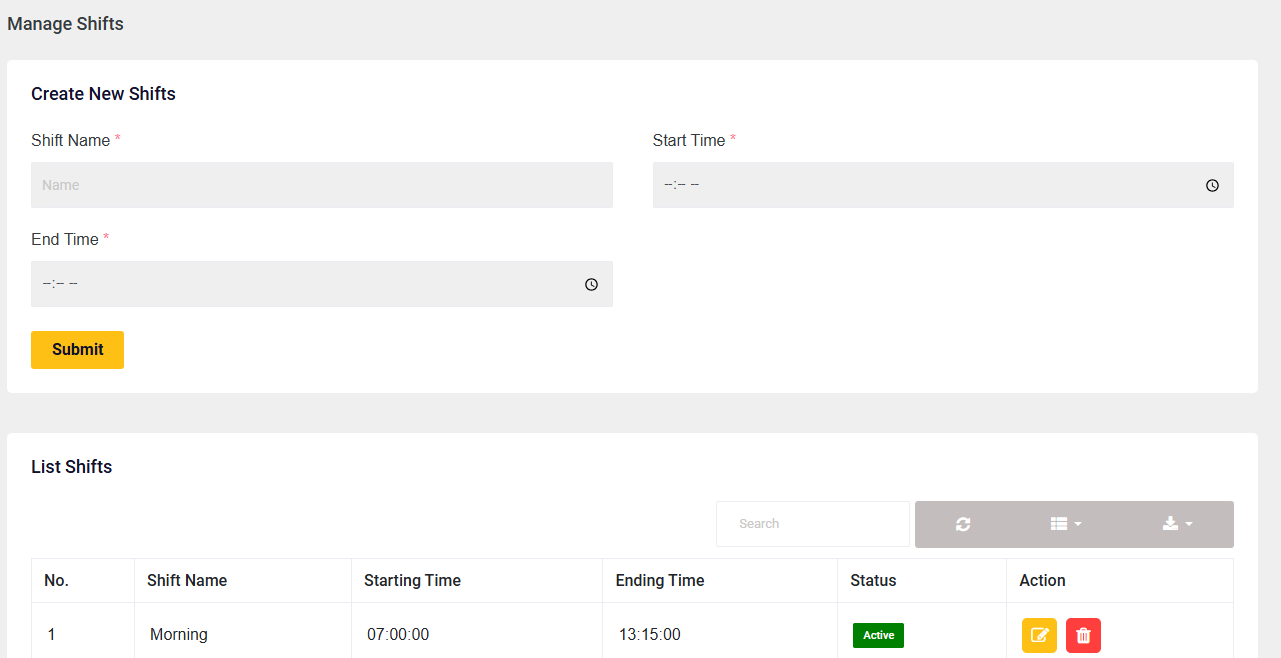 Manage Shifts
Create New Shifts
Shift Name * Start Time *
Name --:-- --
End Time *
--:-- --
Submit
List Shifts
Search
No. Shift Name Starting Time Ending Time Status Action
1 Morning 07:00:00 13:15:00 Active